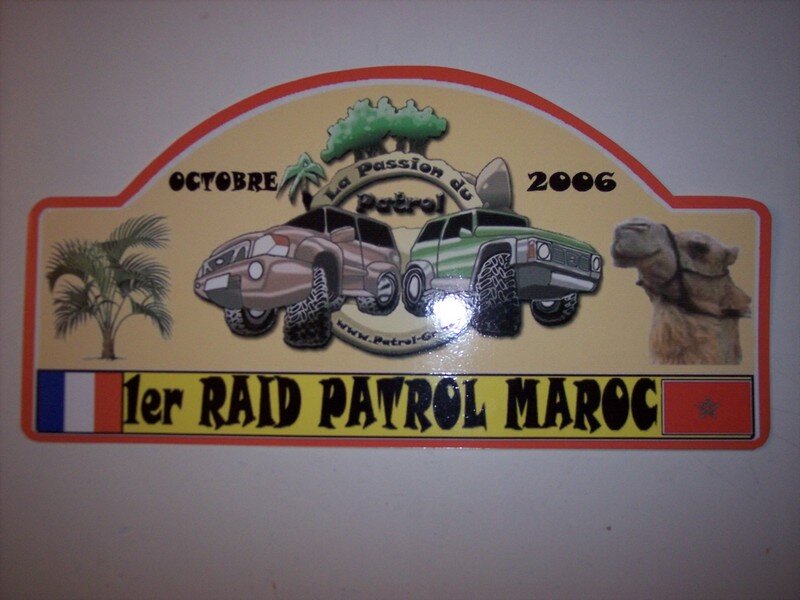 OCTOBRE
2006
La Passion du
Patrol
1er RAID PATROL MAROC